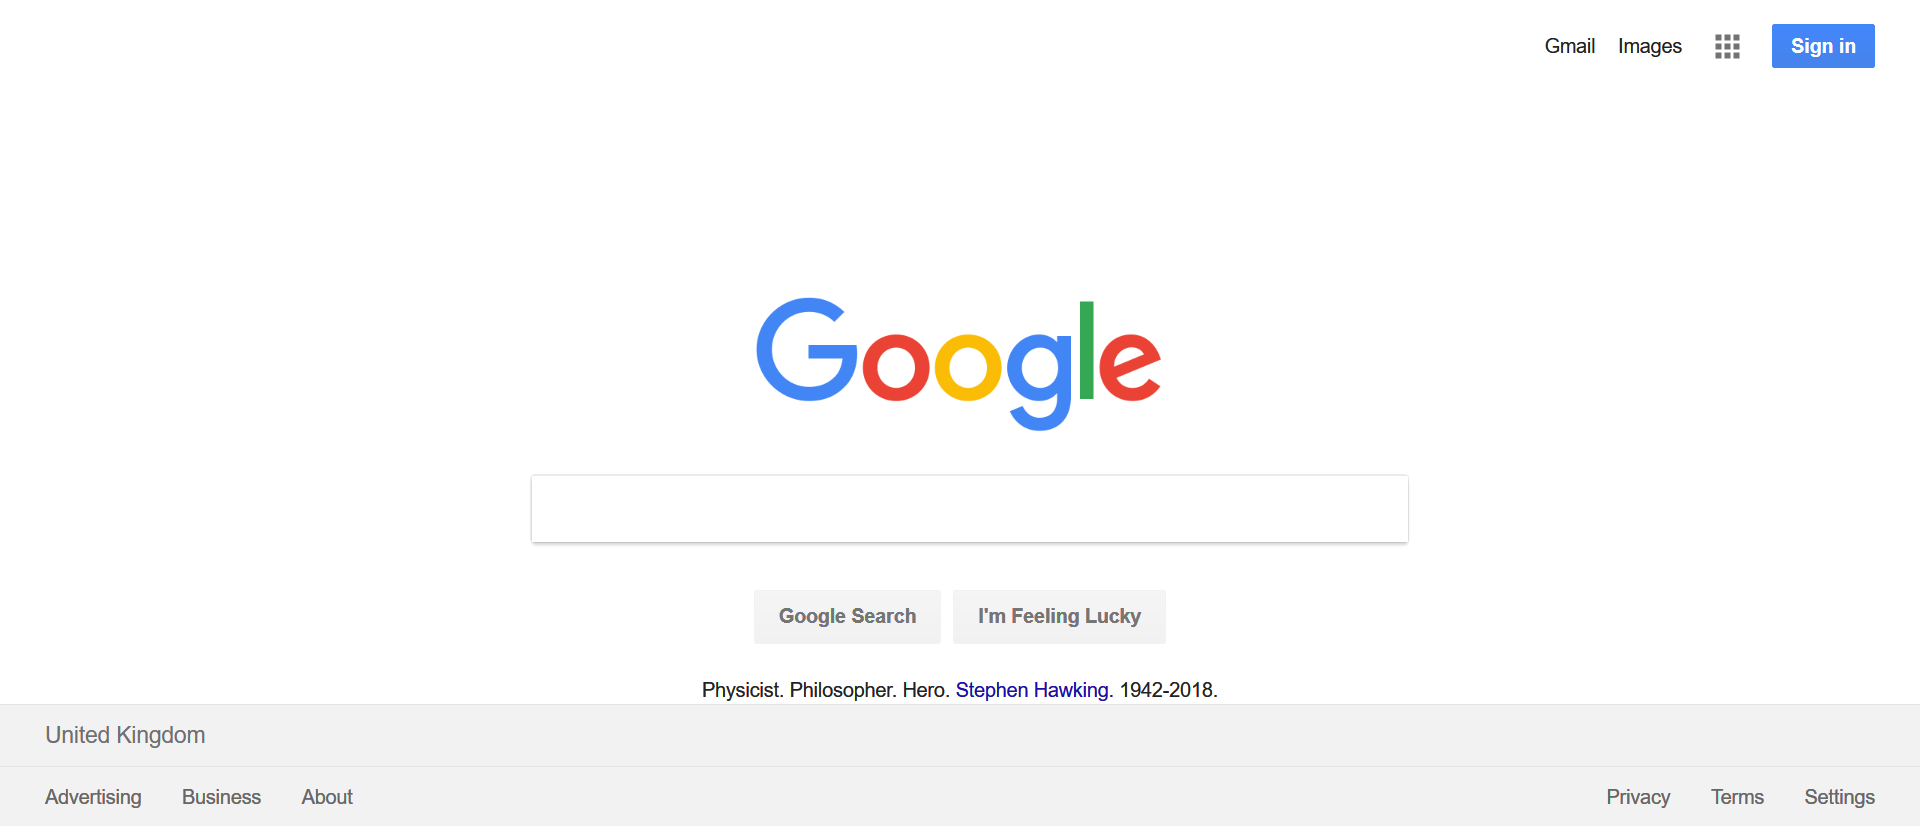 Gmail Images Sign in
Google
Google Search I'm Feeling Lucky
Physicist. Philosopher. Hero. Stephen Hawking. 1942-2018.
United Kingdom
Advertising Business About Privacy Terms Settings